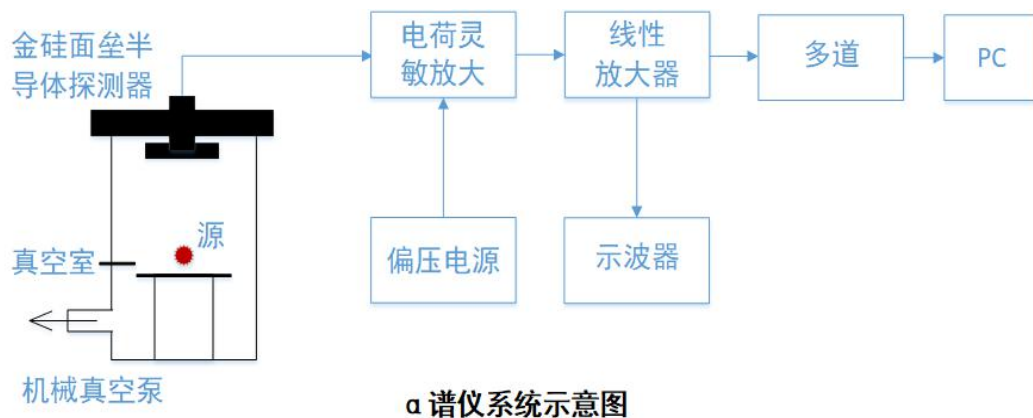 金硅面垒半
导体探测器
电荷灵
敏放大
线性
放大器
多道
PC
源
真空室
偏压电源
示波器
机械真空泵
α谱仪系统示意图